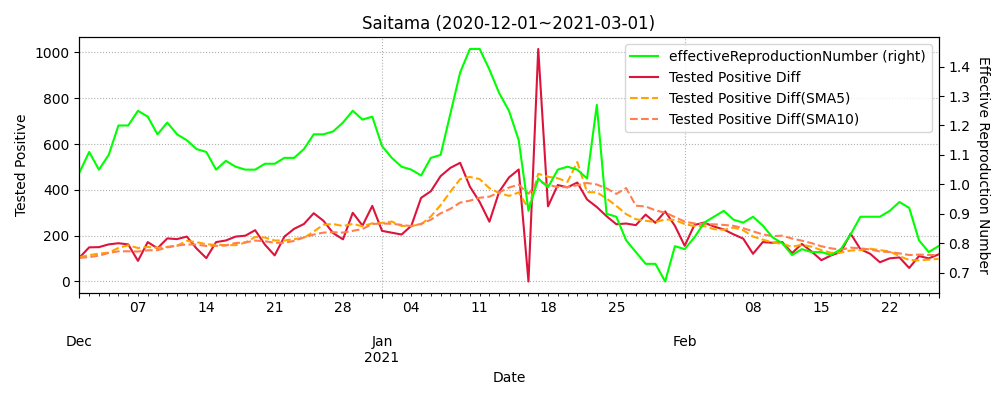 Saitama (2020-12-01~2021-03-01)
effectiveReproductionNumber (right)
Tested Positive Diff
Tested Positive Diff(SMA5)
Tested Positive Diff(SMA10)
Tested Positive
1000
800
600
400
200
0
Effective Reproduction Number
1.4
1.3
1.2
1.1
1.0
0.9
0.8
0.7
07 14 21 28 04 11 18 25 08 15 22
Dec Jan Feb
2021
Date